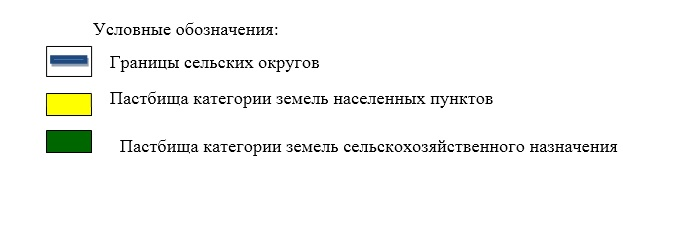 Условные обозначения:
Границы сельских округов
Пастбища категории земель населенных пунктов
Пастбища категории земель сельскохозяйственного назначения